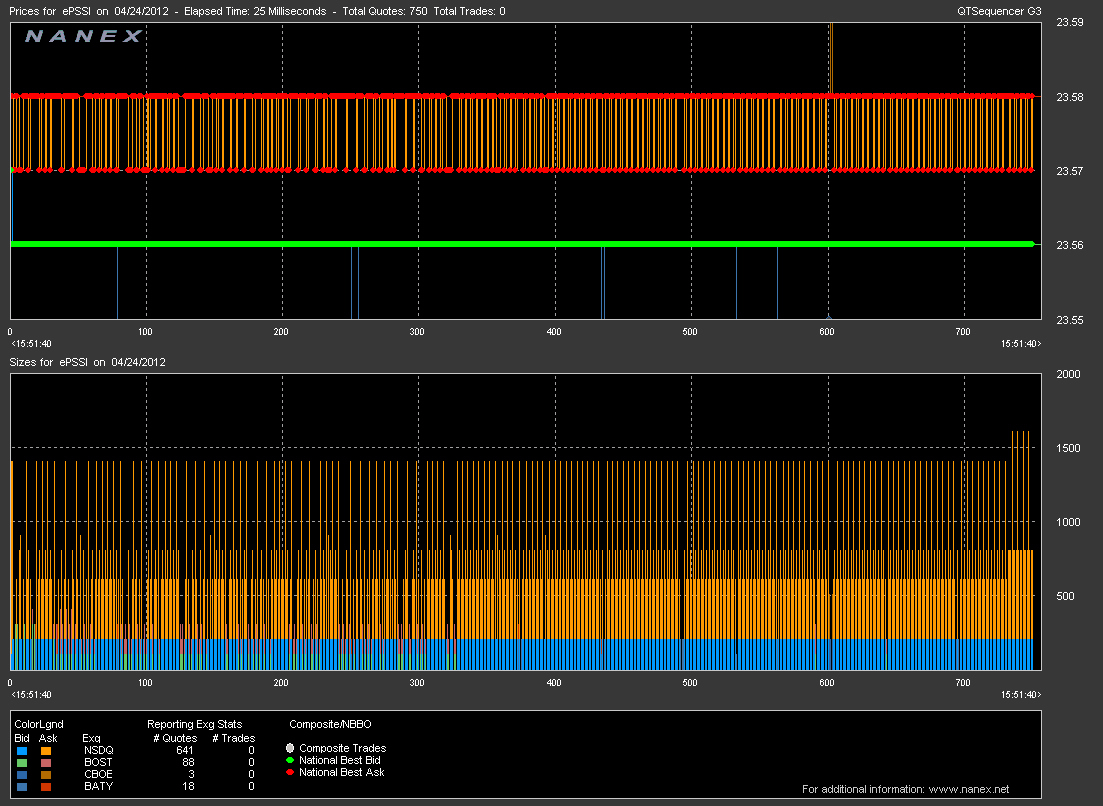 Prices for ePSSI on 04/24/2012 - Elapsed Time: 25 Milliseconds - Total Quotes: 750 Total Trades: 0
QTSequencer G3
NANEX
23.59
23.58
23.57
23.56
23.55
0 100 200 300 400 500 600 700
<15:51:40 15:51:40>
Sizes for ePSSI on 04/24/2012
2000
1500
1000
500
0 100 200 300 400 500 600 700
<15:51:40 15:51:40>
ColorLgnd Reporting Exg Stats Composite/NBBO
Bid Ask Exq # Quotes # Trades
NSDQ 641 0
BOST 88 0
CBOE 3 0
BATY 18 0
Composite Trades
National Best Bid
National Best Ask
For additional information: www.nanex.net